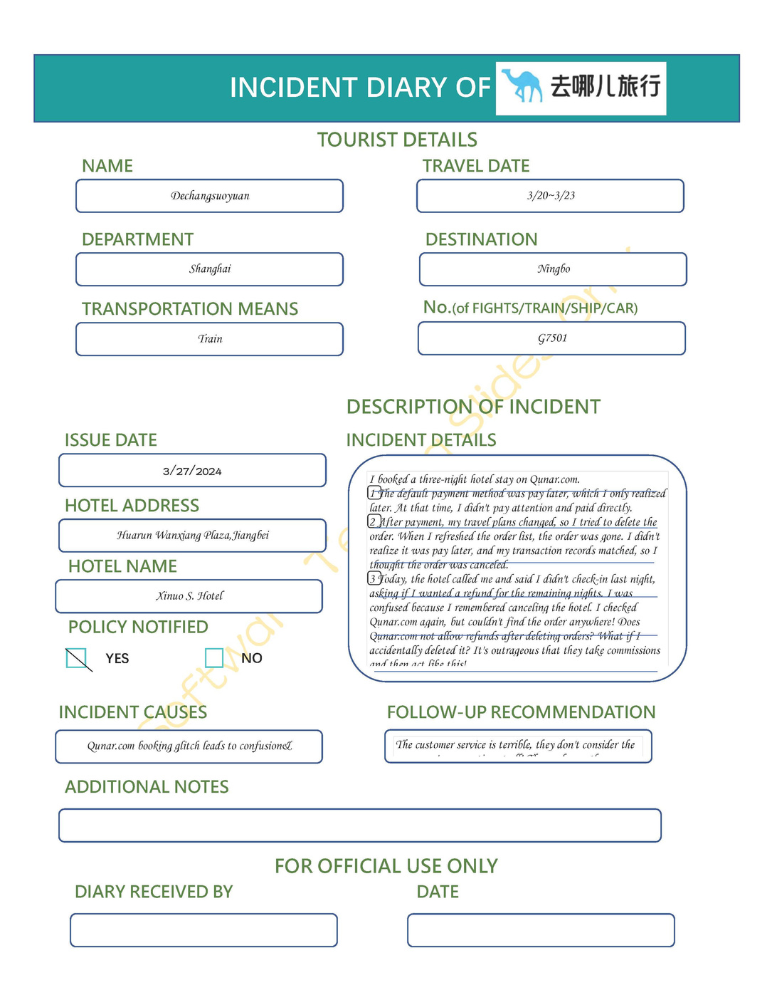 INCIDENT DIARY OF 去哪儿旅行
TOURIST DETAILS
NAME
TRAVEL DATE
Dechangsuoyuan
3/20~3/23
DEPARTMENT
DESTINATION
Shanghai
Ningbo
TRANSPORTATION MEANS
No.(of FIGHTS/TRAIN/SHIP/CAR)
Train
G7501
DESCRIPTION OF INCIDENT
ISSUE DATE
3/27/2024
HOTEL ADDRESS
Huarun Wanxiang Plaza,Jiangbei
HOTEL NAME
Xinuo S. Hotel
POLICY NOTIFIED
YES
NO
INCIDENT DETAILS
I booked a three-night hotel stay on Qunar.com.
1 The default payment method was pay later, which I only realized
later. At that time, I didn't pay attention and paid directly.
2 After payment, my travel plans changed, so I tried to delete the
order. When I refreshed the order list, the order was gone. I didn't
realize it was pay later, and my transaction records matched, so I
thought the order was canceled.
3 Today, the hotel called me and said I didn't check-in last night,
asking if I wanted a refund for the remaining nights. I was
confused because I remembered canceling the hotel. I checked
Qunar.com again, but couldn't find the order anywhere! Does
Qunar.com not allow refunds after deleting orders? What if I
accidentally deleted it? It's outrageous that they take commissions
and then act like this!
INCIDENT CAUSES
FOLLOW-UP RECOMMENDATION
Qunar.com booking glitch leads to confusion&
The customer service is terrible, they don't consider the
ADDITIONAL NOTES
FOR OFFICIAL USE ONLY
DIARY RECEIVED BY
DATE